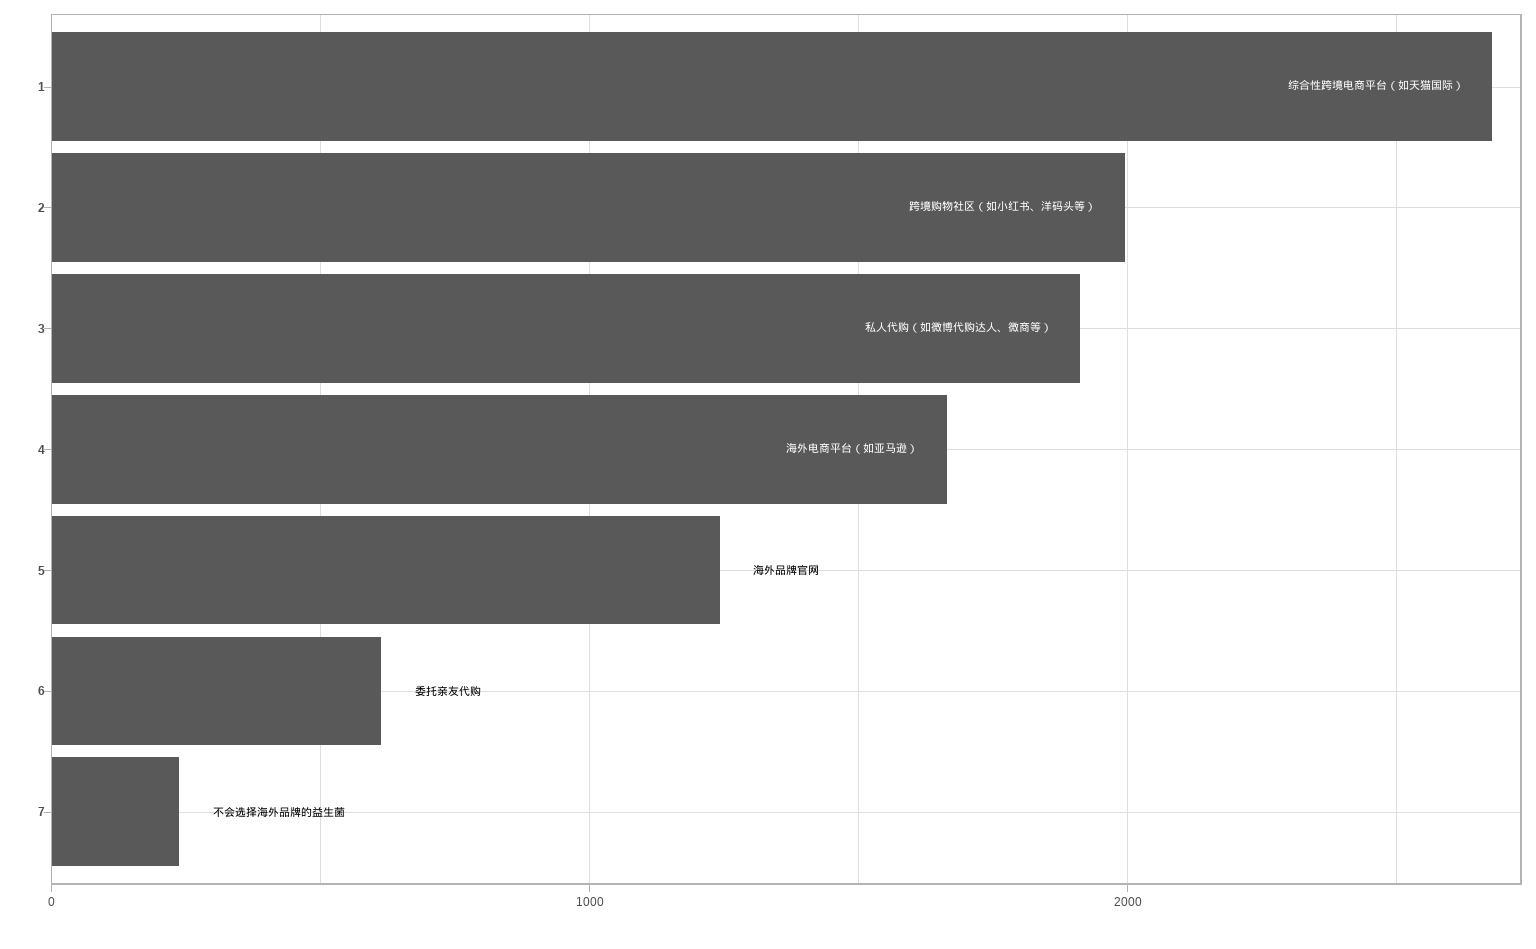 1 综合性跨境电商平台（如天猫国际）
2 跨境购物社区（如小红书、洋码头等）
3 私人代购（如微博代购达人、微商等）
4 海外电商平台（如亚马逊）
5 海外品牌官网
6 委托亲友代购
7 不会选择海外品牌的益生菌
0 1000 2000